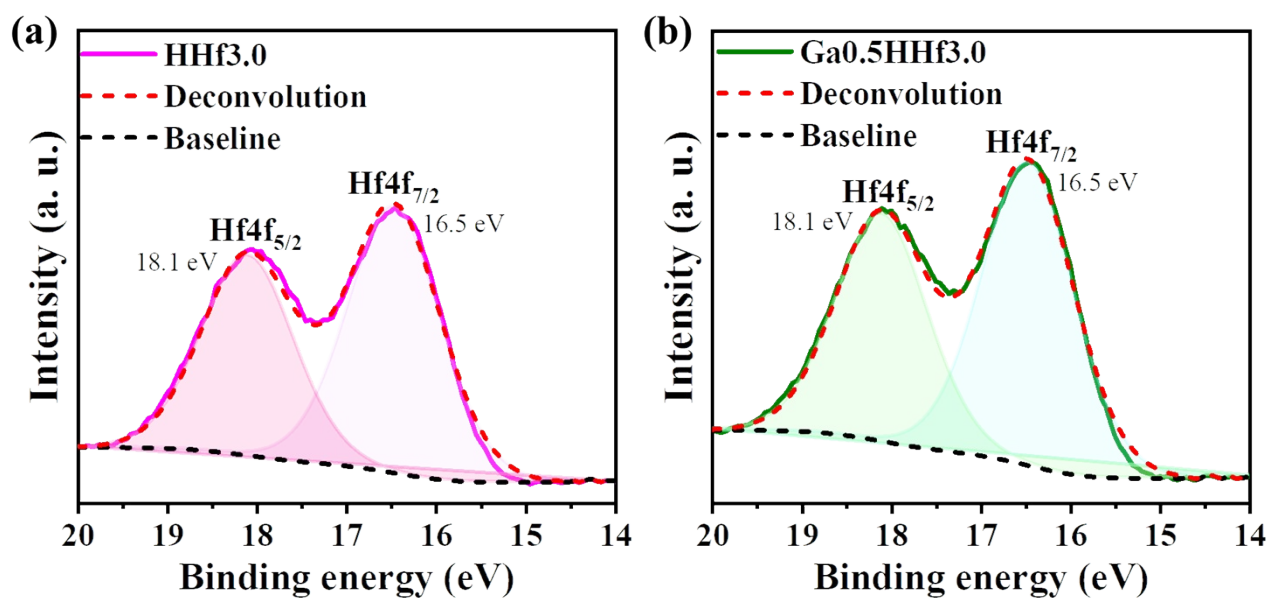 (a)
HHf3.0
Deconvolution
Baseline
Hf4f7/2
16.5 eV
Hf4f5/2
18.1 eV
Intensity (a. u.)
20 19 18 17 16 15 14
Binding energy (eV)
(b)
Ga0.5HHf3.0
Deconvolution
Baseline
Hf4f7/2
16.5 eV
Hf4f5/2
18.1 eV
Intensity (a. u.)
20 19 18 17 16 15 14
Binding energy (eV)